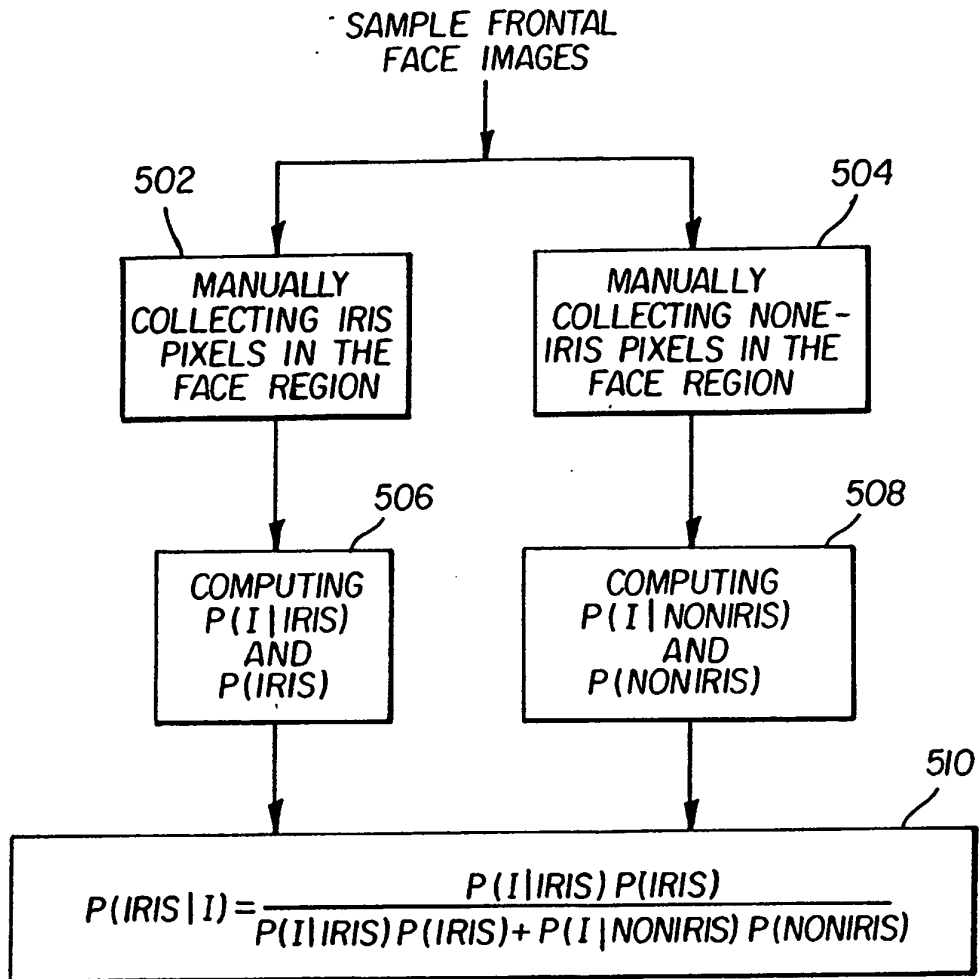 SAMPLE FRONTAL
FACE IMAGES
502
504
MANUALLY
COLLECTING IRIS
PIXELS IN THE
FACE REGION
MANUALLY
COLLECTING NONE-
IRIS PIXELS IN THE
FACE REGION
506
508
COMPUTING
P(I|IRIS)
AND
P(IRIS)
COMPUTING
P(I|NONIRIS)
AND
P(NONIRIS)
510
P(IRIS|I)= P(I|IRIS) P(IRIS)
P(I|IRIS) P(IRIS)+ P(I|NONIRIS) P(NONIRIS)